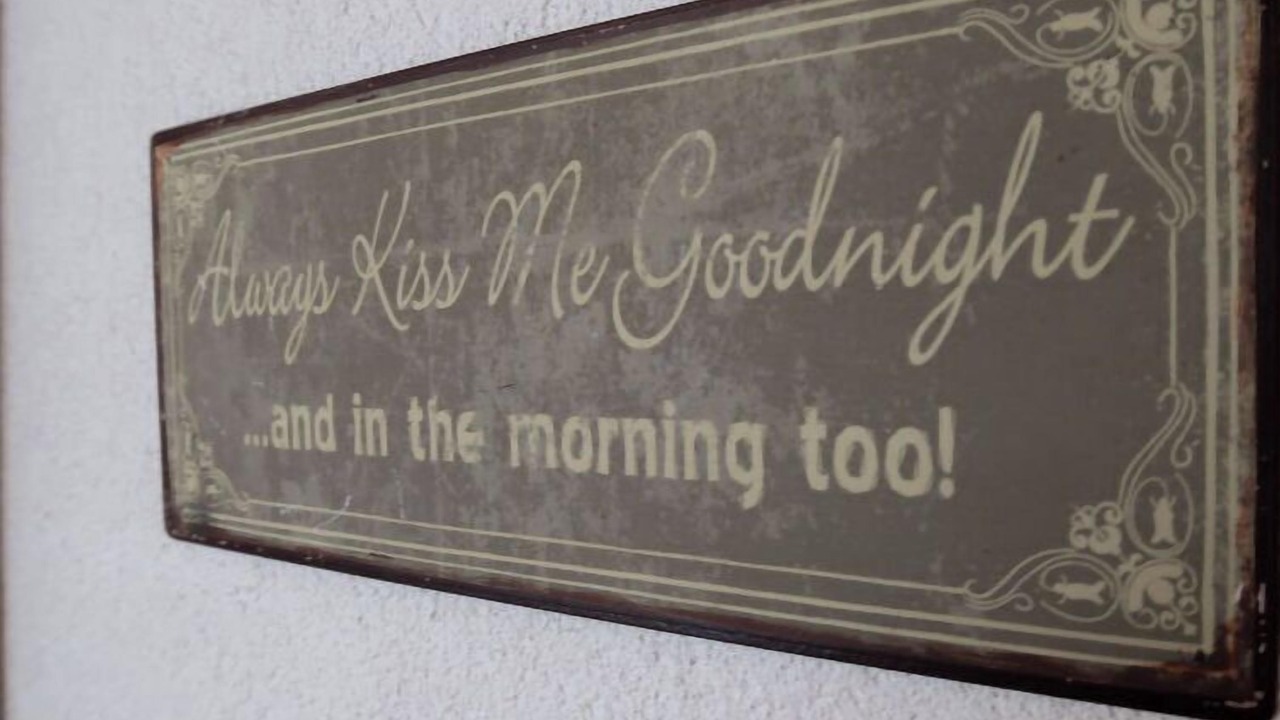 Always Kiss Me Goodnight
...and in the morning too!